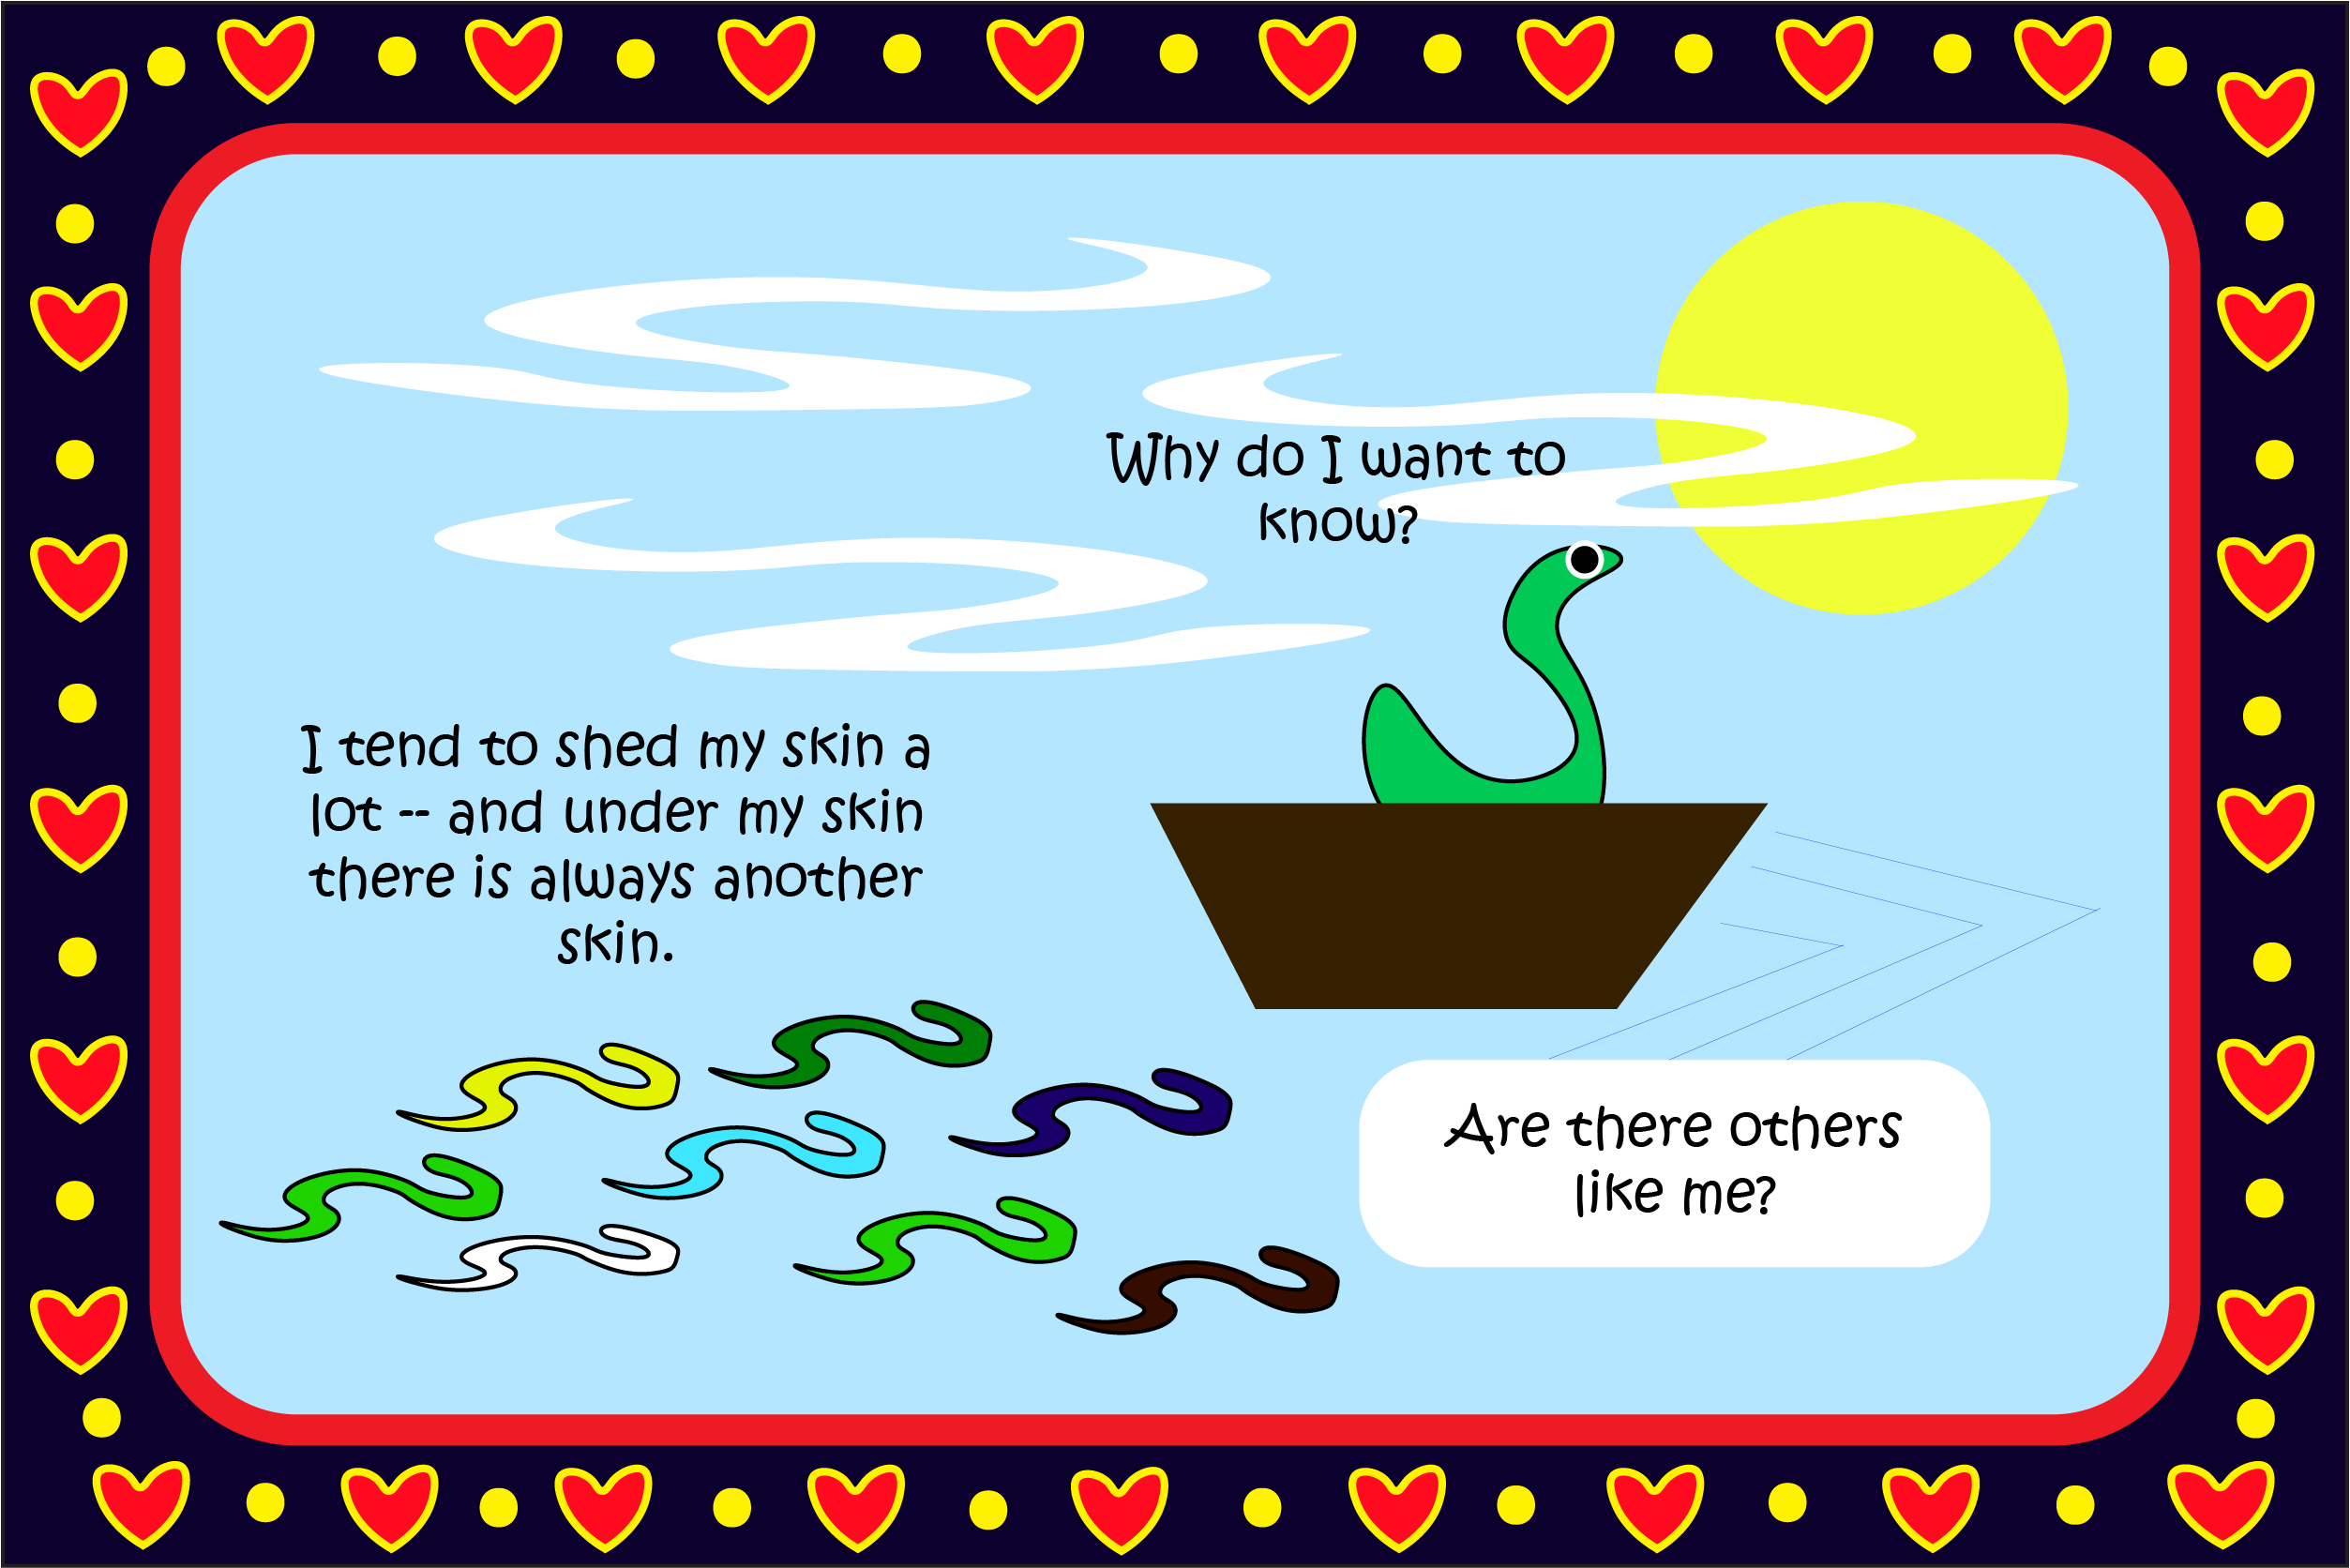 Why do I want to
know?
I tend to shed my skin a
lot -- and under my skin
there is always another
skin.
Are there others
like me?